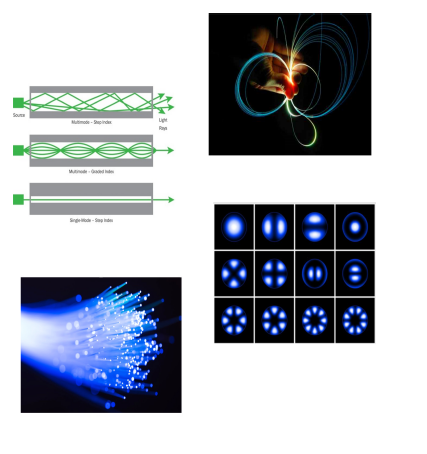 Multimode – Step Index
Source
Light
Rays
Multimode – Graded Index
Single-Mode – Step Index